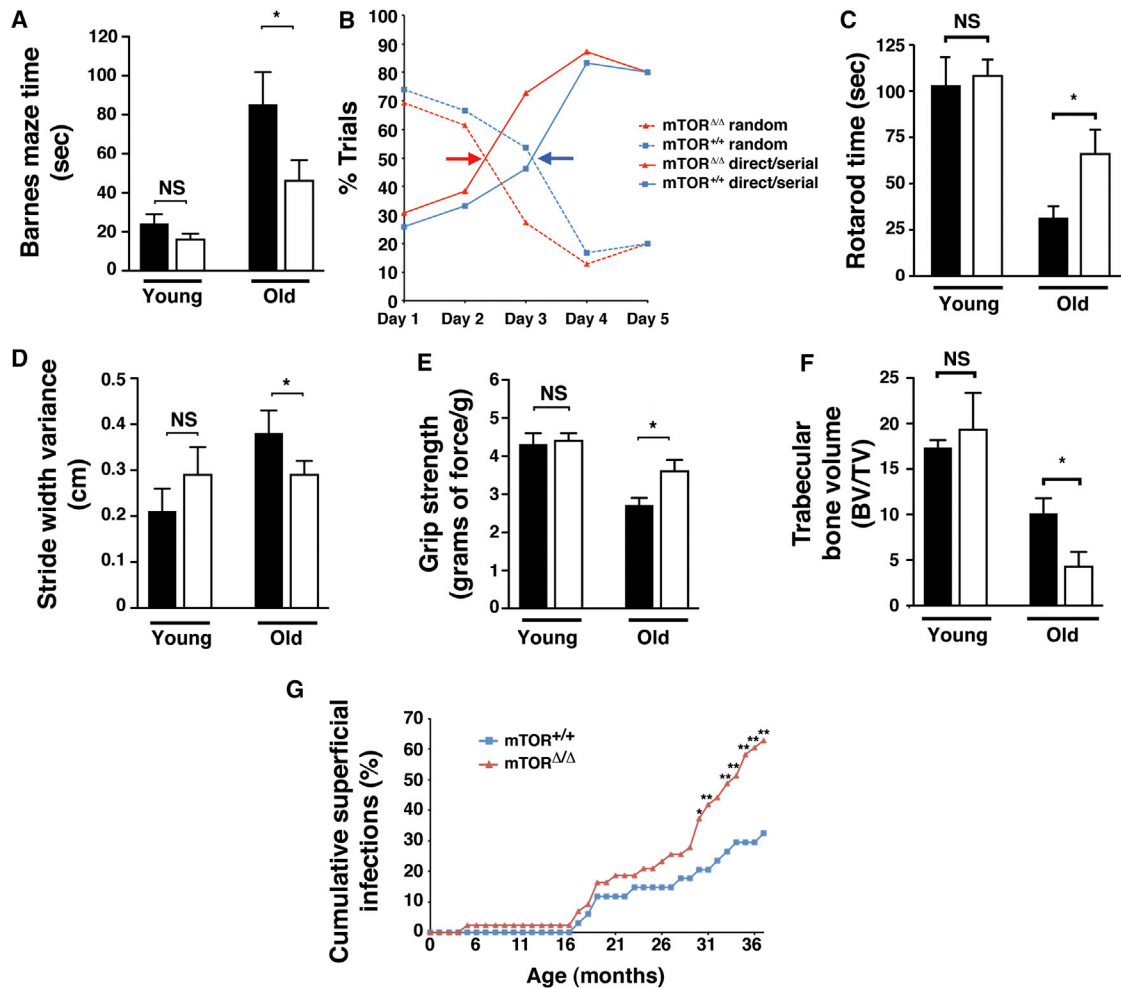 A
Barnes maze time
(sec)
120
100
80
60
40
20
0
NS
*
Young
Old
B
% Trials
100
90
80
70
60
50
40
30
20
10
0
Day 1
Day 2
Day 3
Day 4
Day 5
mTORΔ/Δ random
mTOR+/+ random
mTORΔ/Δ direct/serial
mTOR+/+ direct/serial
C
Rotarod time (sec)
125
100
75
50
25
0
NS
*
Young
Old
D
Stride width variance
(cm)
0.5
0.4
0.3
0.2
0.1
0
NS
*
Young
Old
E
Grip strength
(grams of force/g)
6
5
4
3
2
1
0
NS
*
Young
Old
F
Trabecular
bone volume
(BV/TV)
25
20
15
10
5
0
NS
*
Young
Old
G
Cumulative superficial
infections (%)
70
60
50
40
30
20
10
0
mTOR+/+
mTORΔ/Δ
*
**
**
**
**
**
**
0 6 11 16 21 26 31 36
Age (months)